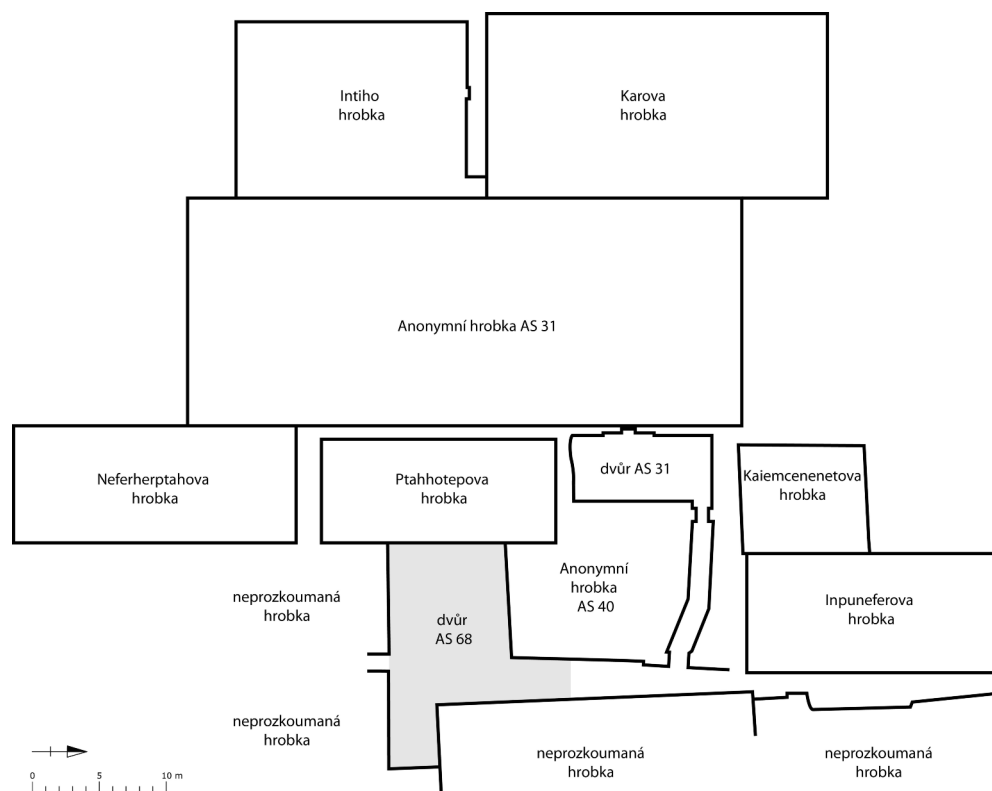 Intiho
hrobka
Karova
hrobka
Anonymní hrobka AS 31
Neferherptahova
hrobka
Ptahhotepova
hrobka
dvůr AS 31
Kaiemcenenetova
hrobka
neprozkoumaná
hrobka
dvůr
AS 68
Anonymní
hrobka
AS 40
Inpuneferova
hrobka
neprozkoumaná
hrobka
neprozkoumaná
hrobka
neprozkoumaná
hrobka
0 5 10 m